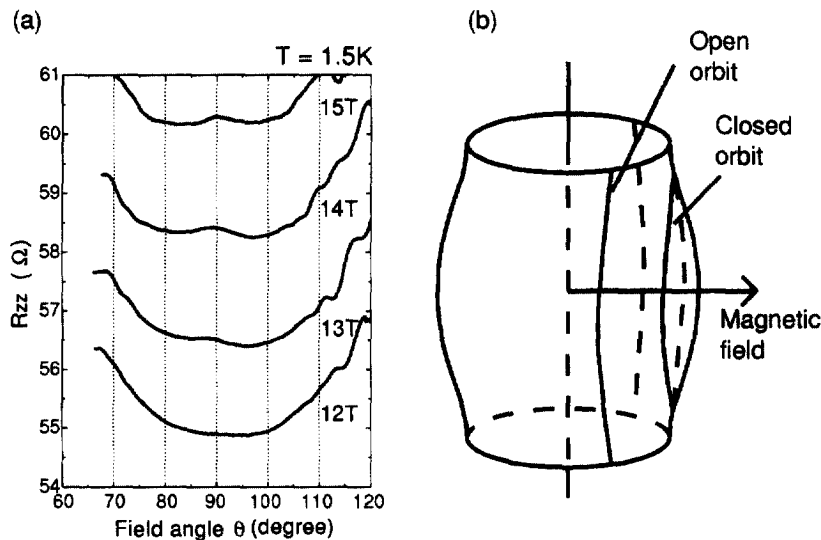 (a)
T = 1.5K
61
60
59
58
57
56
55
54
Rzz ( Ω )
15T
14T
13T
12T
60 70 80 90 100 110 120
Field angle θ (degree)
(b)
Open
orbit
Closed
orbit
Magnetic
field